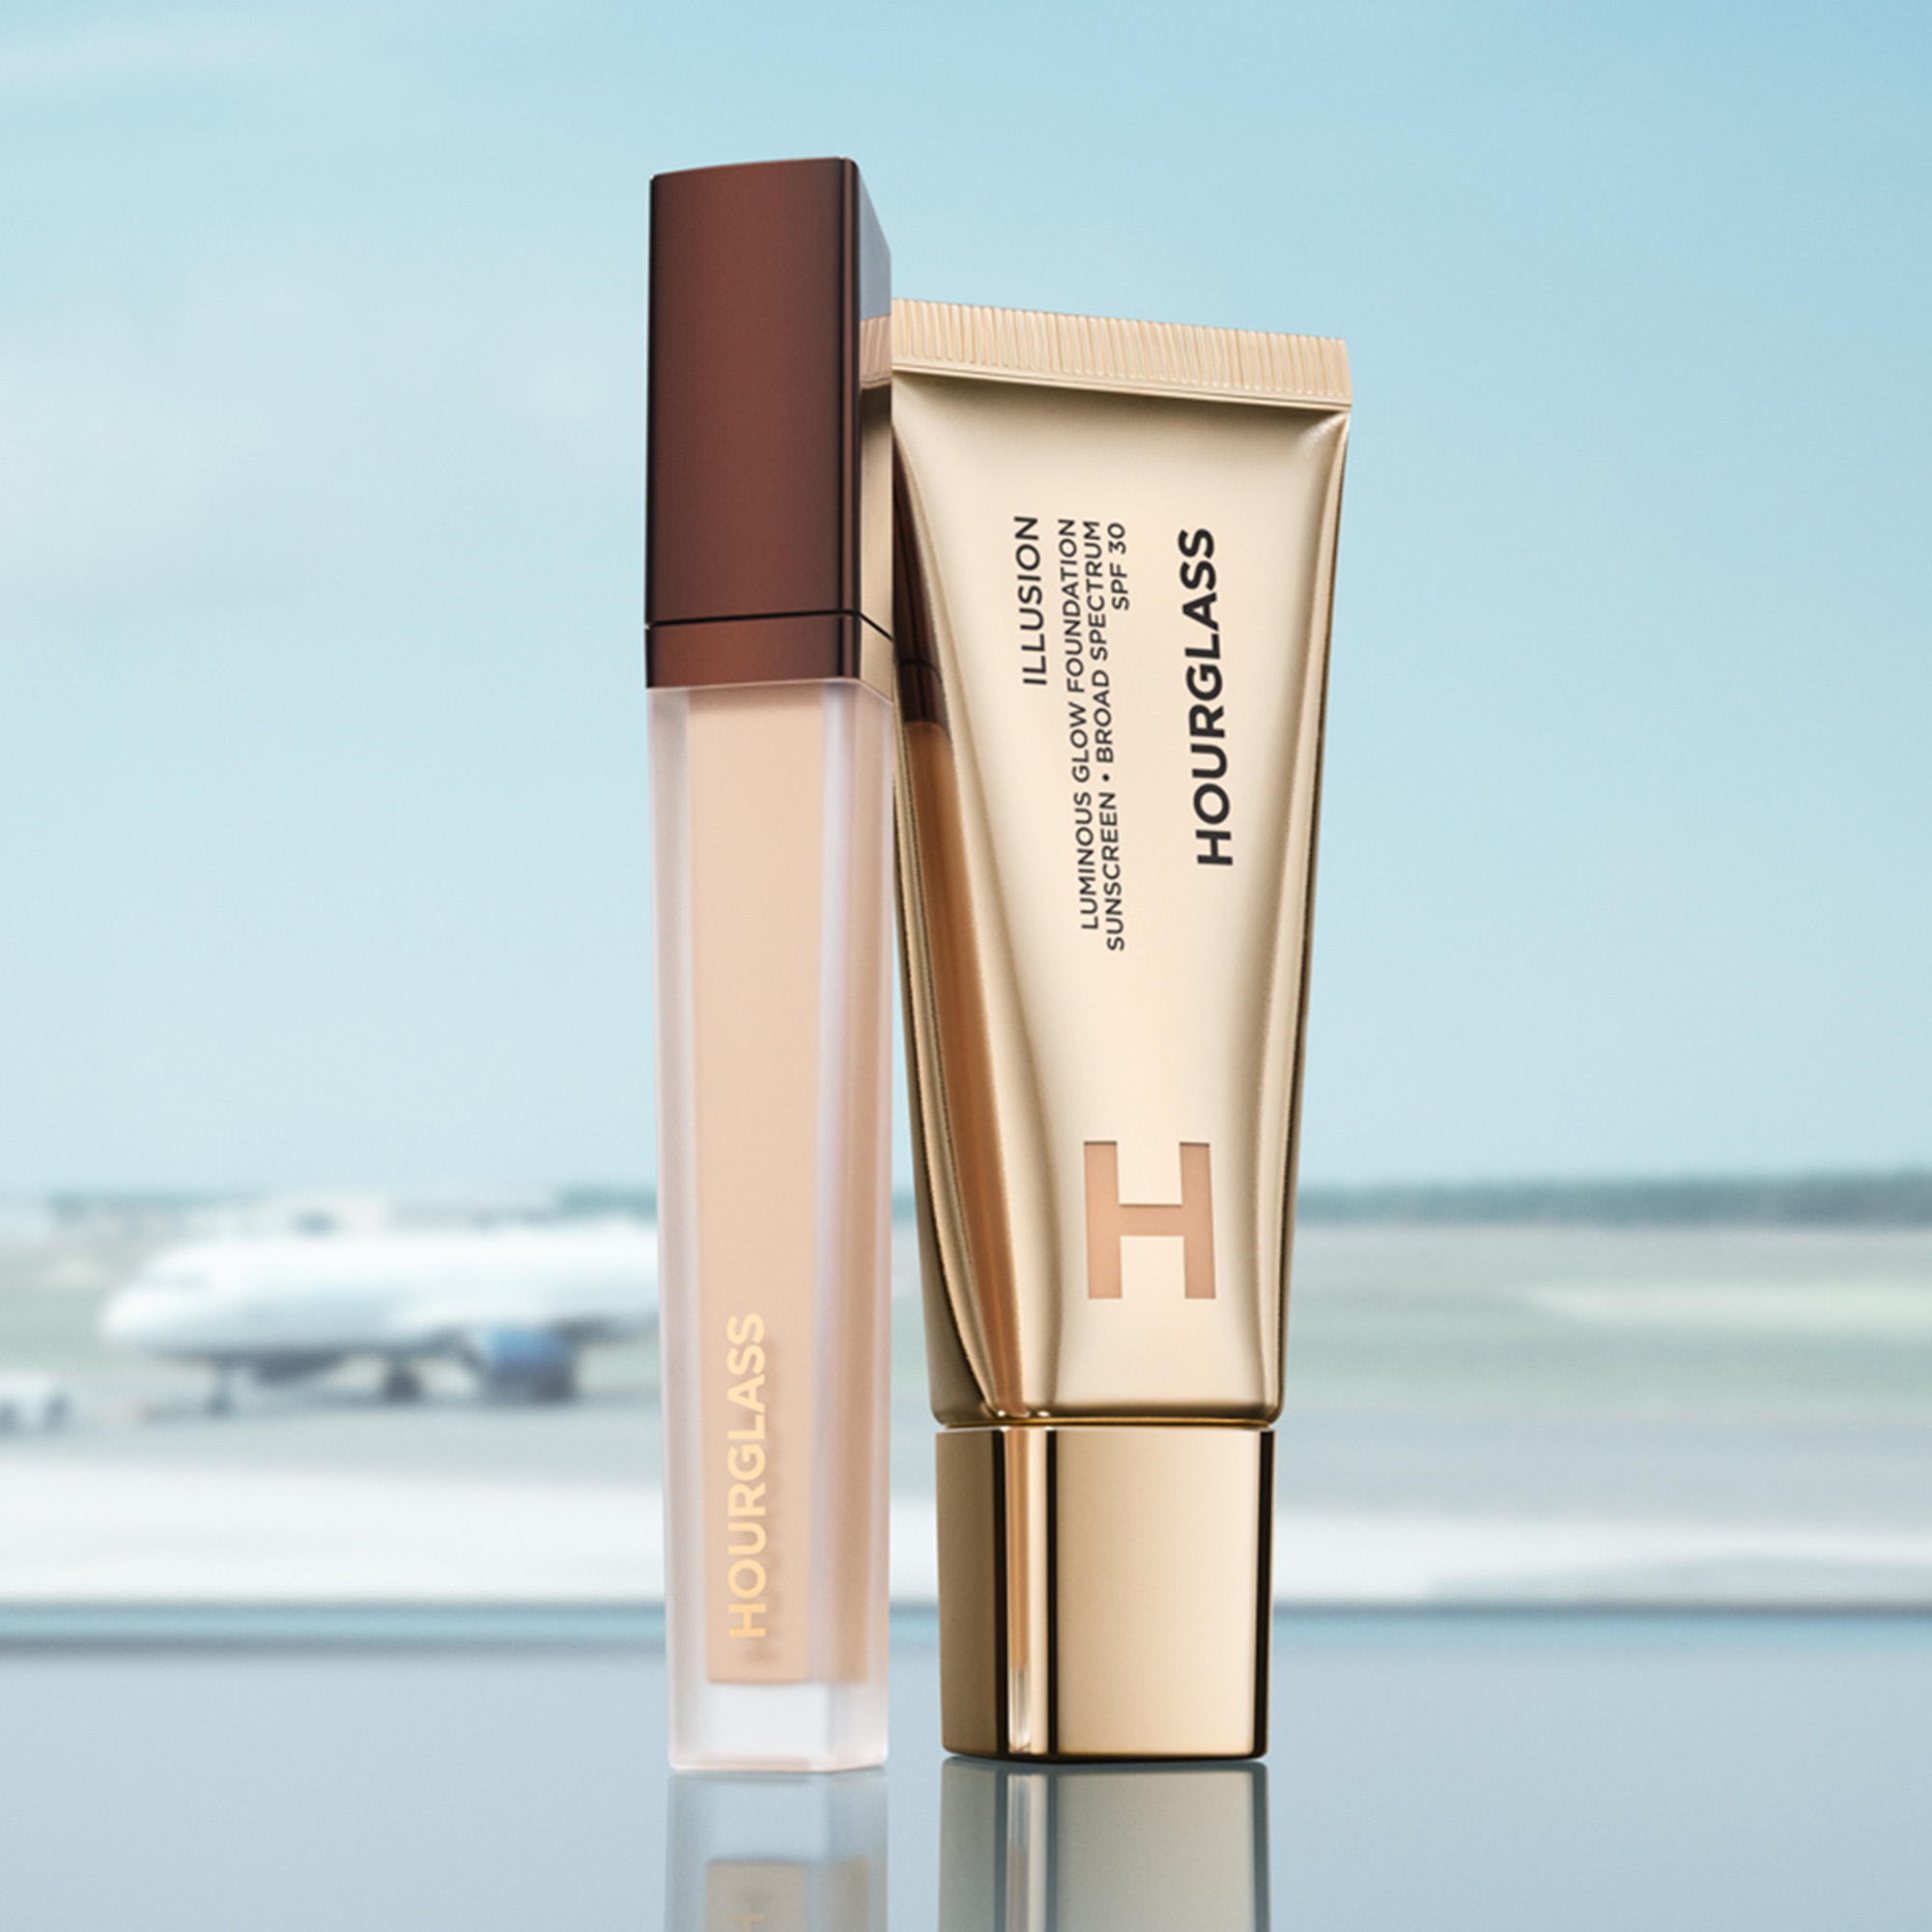 HOURGLASS
ILLUSION
LUMINOUS GLOW FOUNDATION
SUNSCREEN • BROAD SPECTRUM
SPF 30
HOURGLASS
H